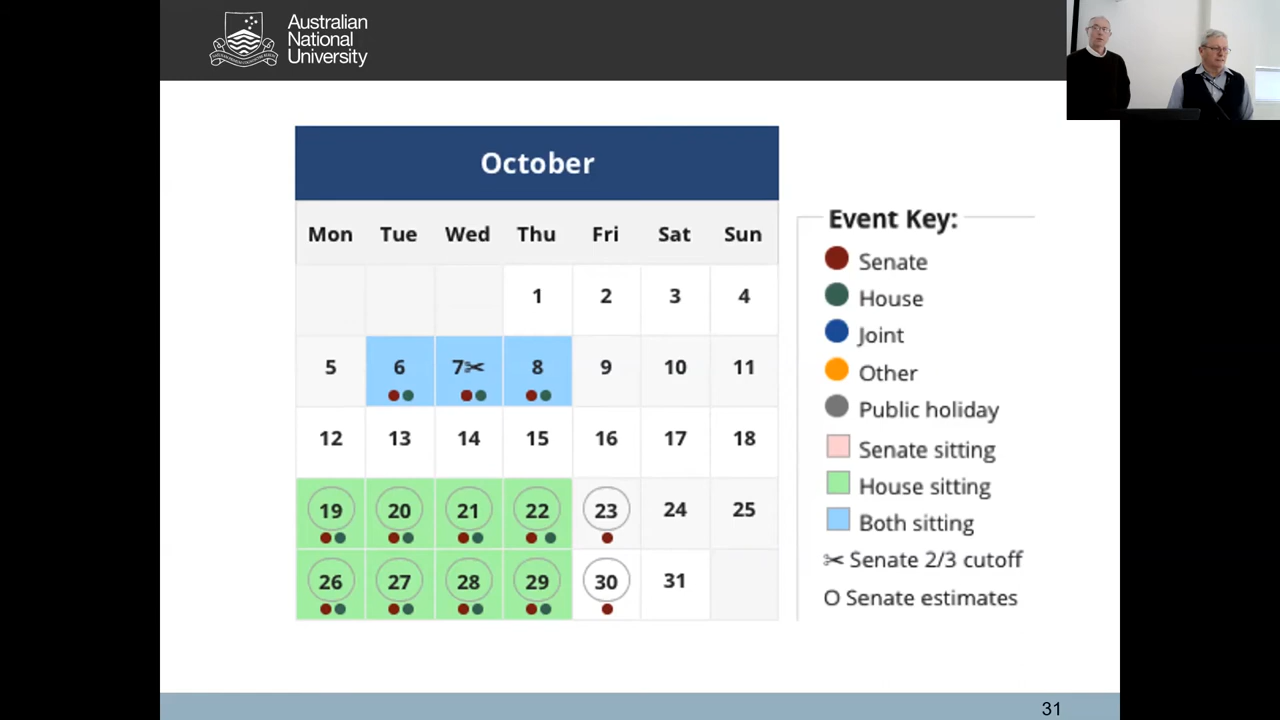 Australian
National
University
October
Mon Tue Wed Thu Fri Sat Sun
1 2 3 4
5 6 7✂ 8 9 10 11
12 13 14 15 16 17 18
19 20 21 22 23 24 25
26 27 28 29 30 31
Event Key:
Senate
House
Joint
Other
Public holiday
Senate sitting
House sitting
Both sitting
✂ Senate 2/3 cutoff
O Senate estimates
31